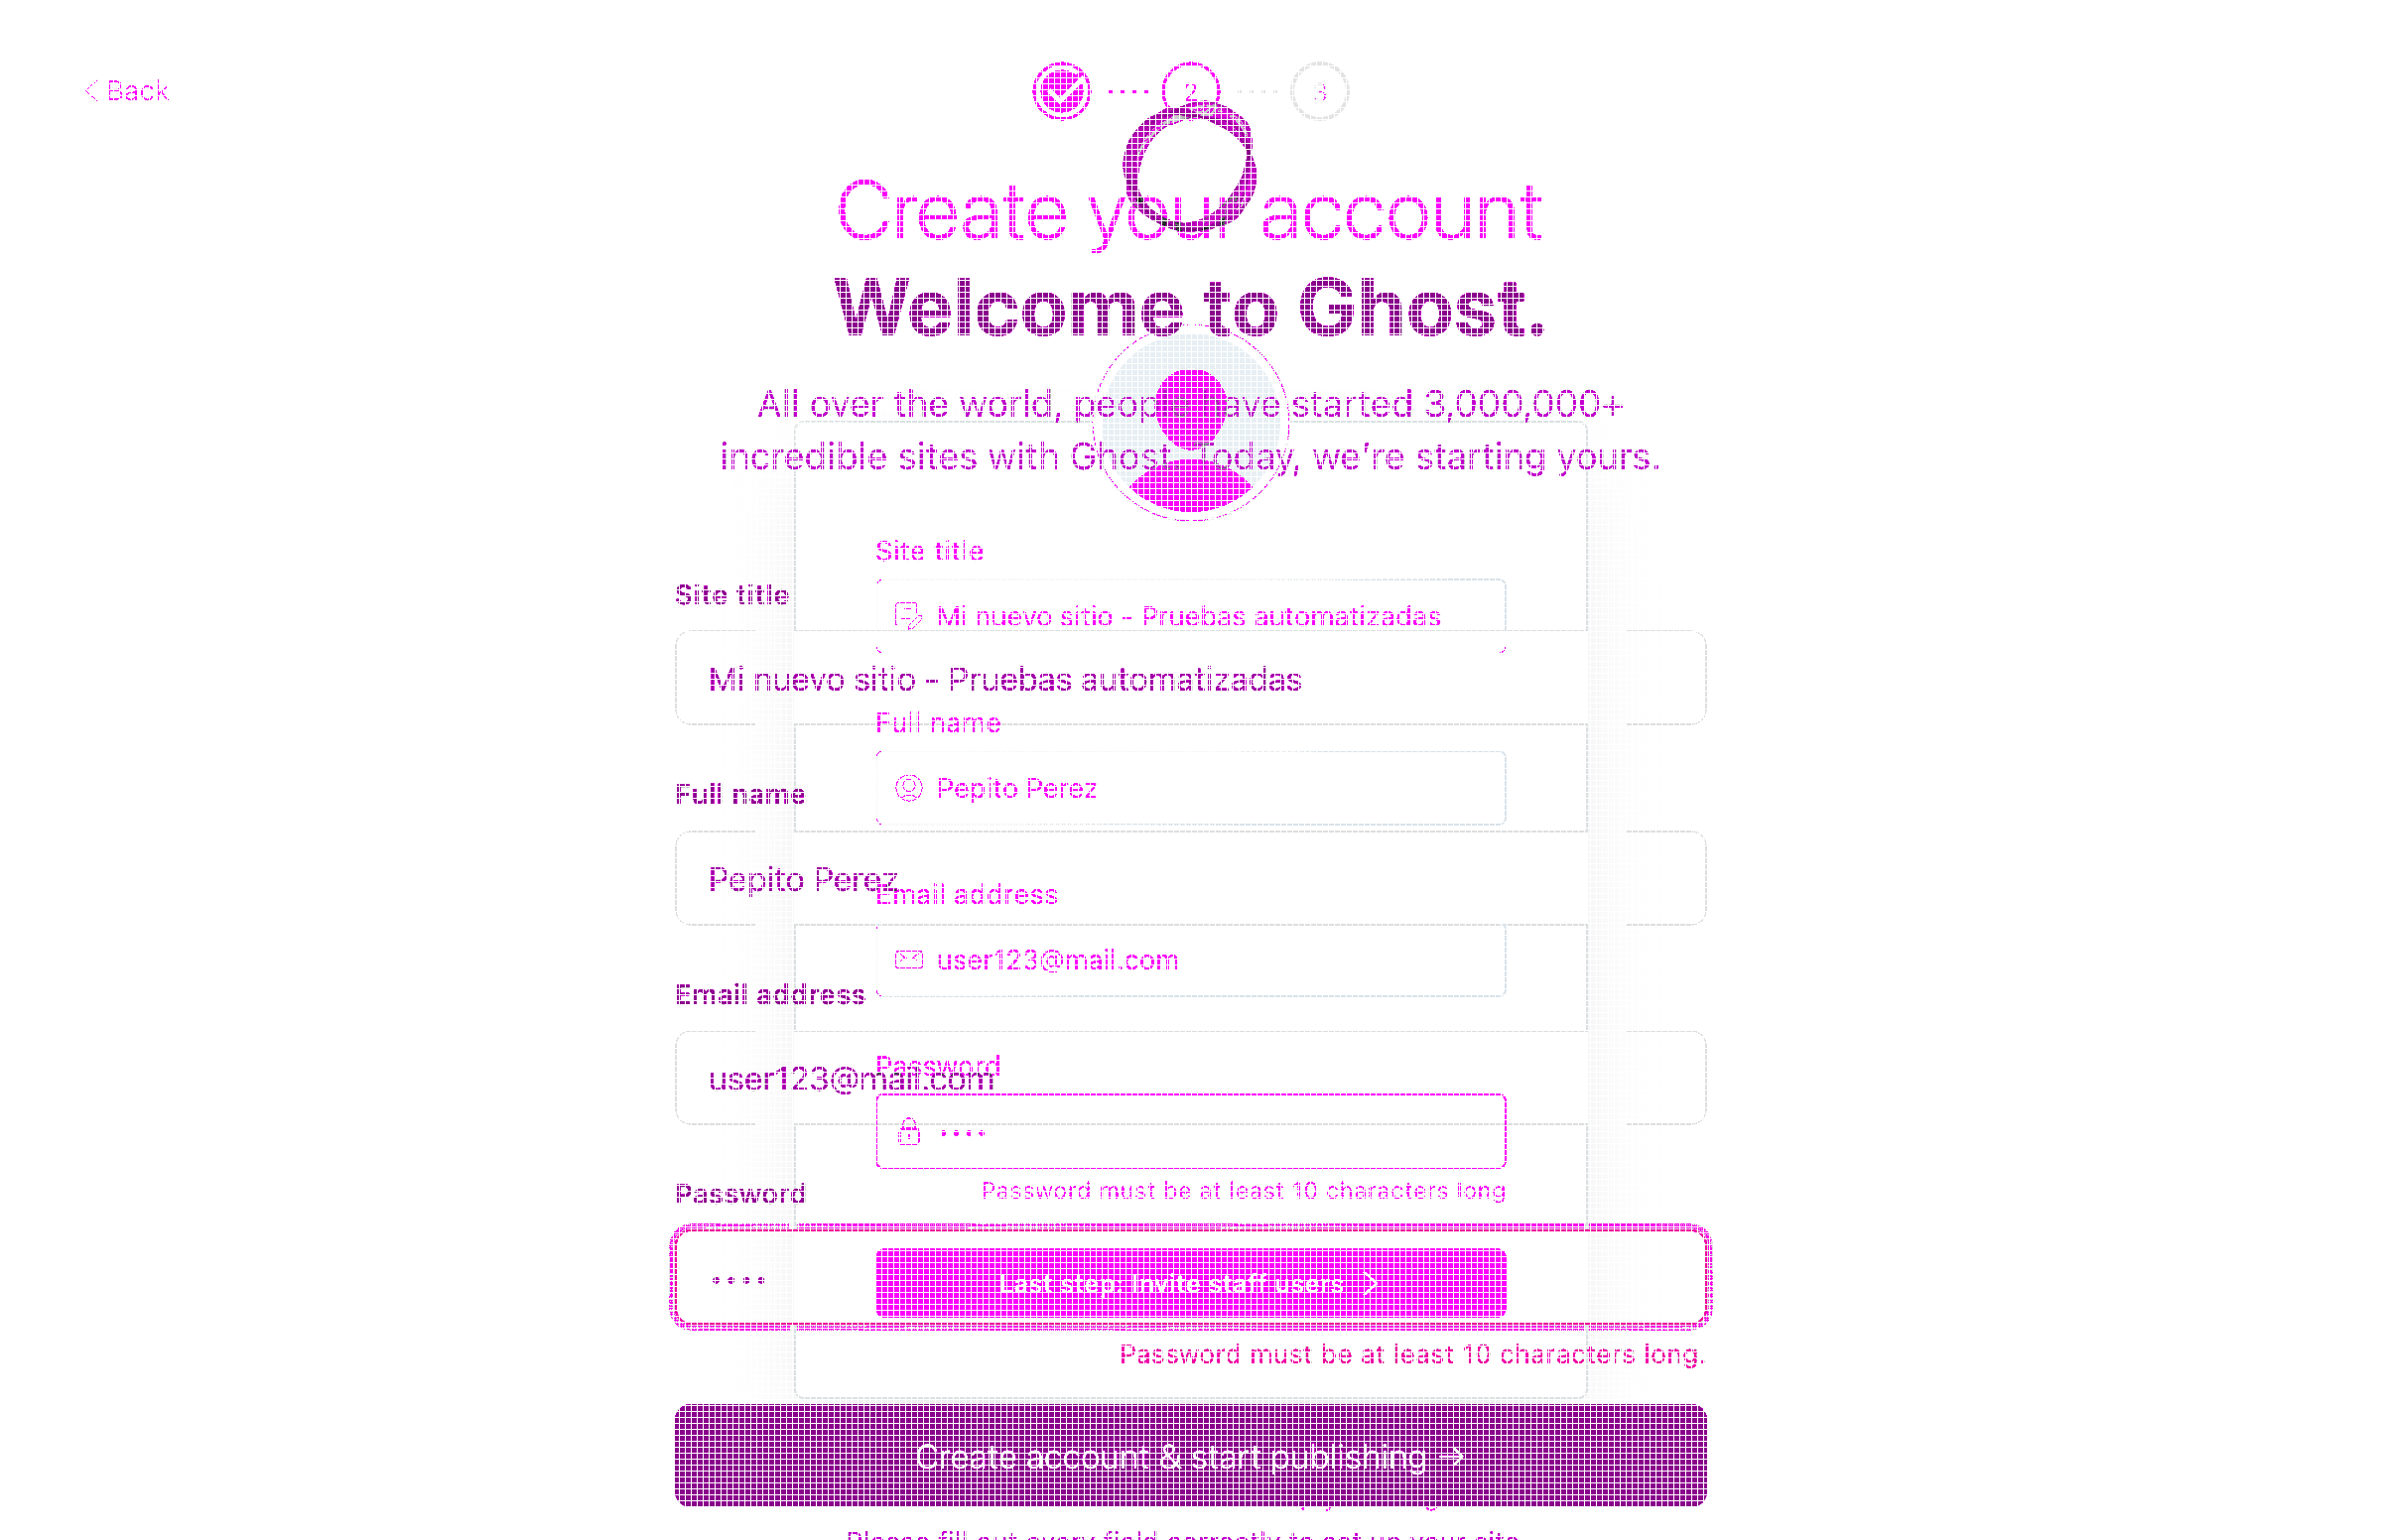 Back
2
3
Create your account
Welcome to Ghost.
All over the world, people have started 3,000,000+
incredible sites with Ghost. Today, we’re starting yours.
Site title
Site title
Mi nuevo sitio - Pruebas automatizadas
Mi nuevo sitio - Pruebas automatizadas
Full name
Pepito Perez
Full name
Pepito Perez
Email address
user123@mail.com
Email address
Password
user123@mail.com
••••
Password must be at least 10 characters long
Password
Last step: Invite staff users
••••
Password must be at least 10 characters long.
Create account & start publishing →
Please fill out every field correctly to set up your site.